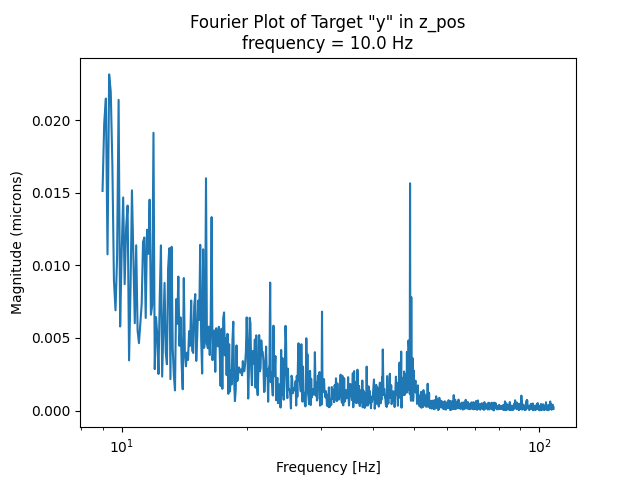 Fourier Plot of Target "y" in z_pos
frequency = 10.0 Hz
0.020
0.015
0.010
0.005
0.000
Magnitude (microns)
10¹
10²
Frequency [Hz]